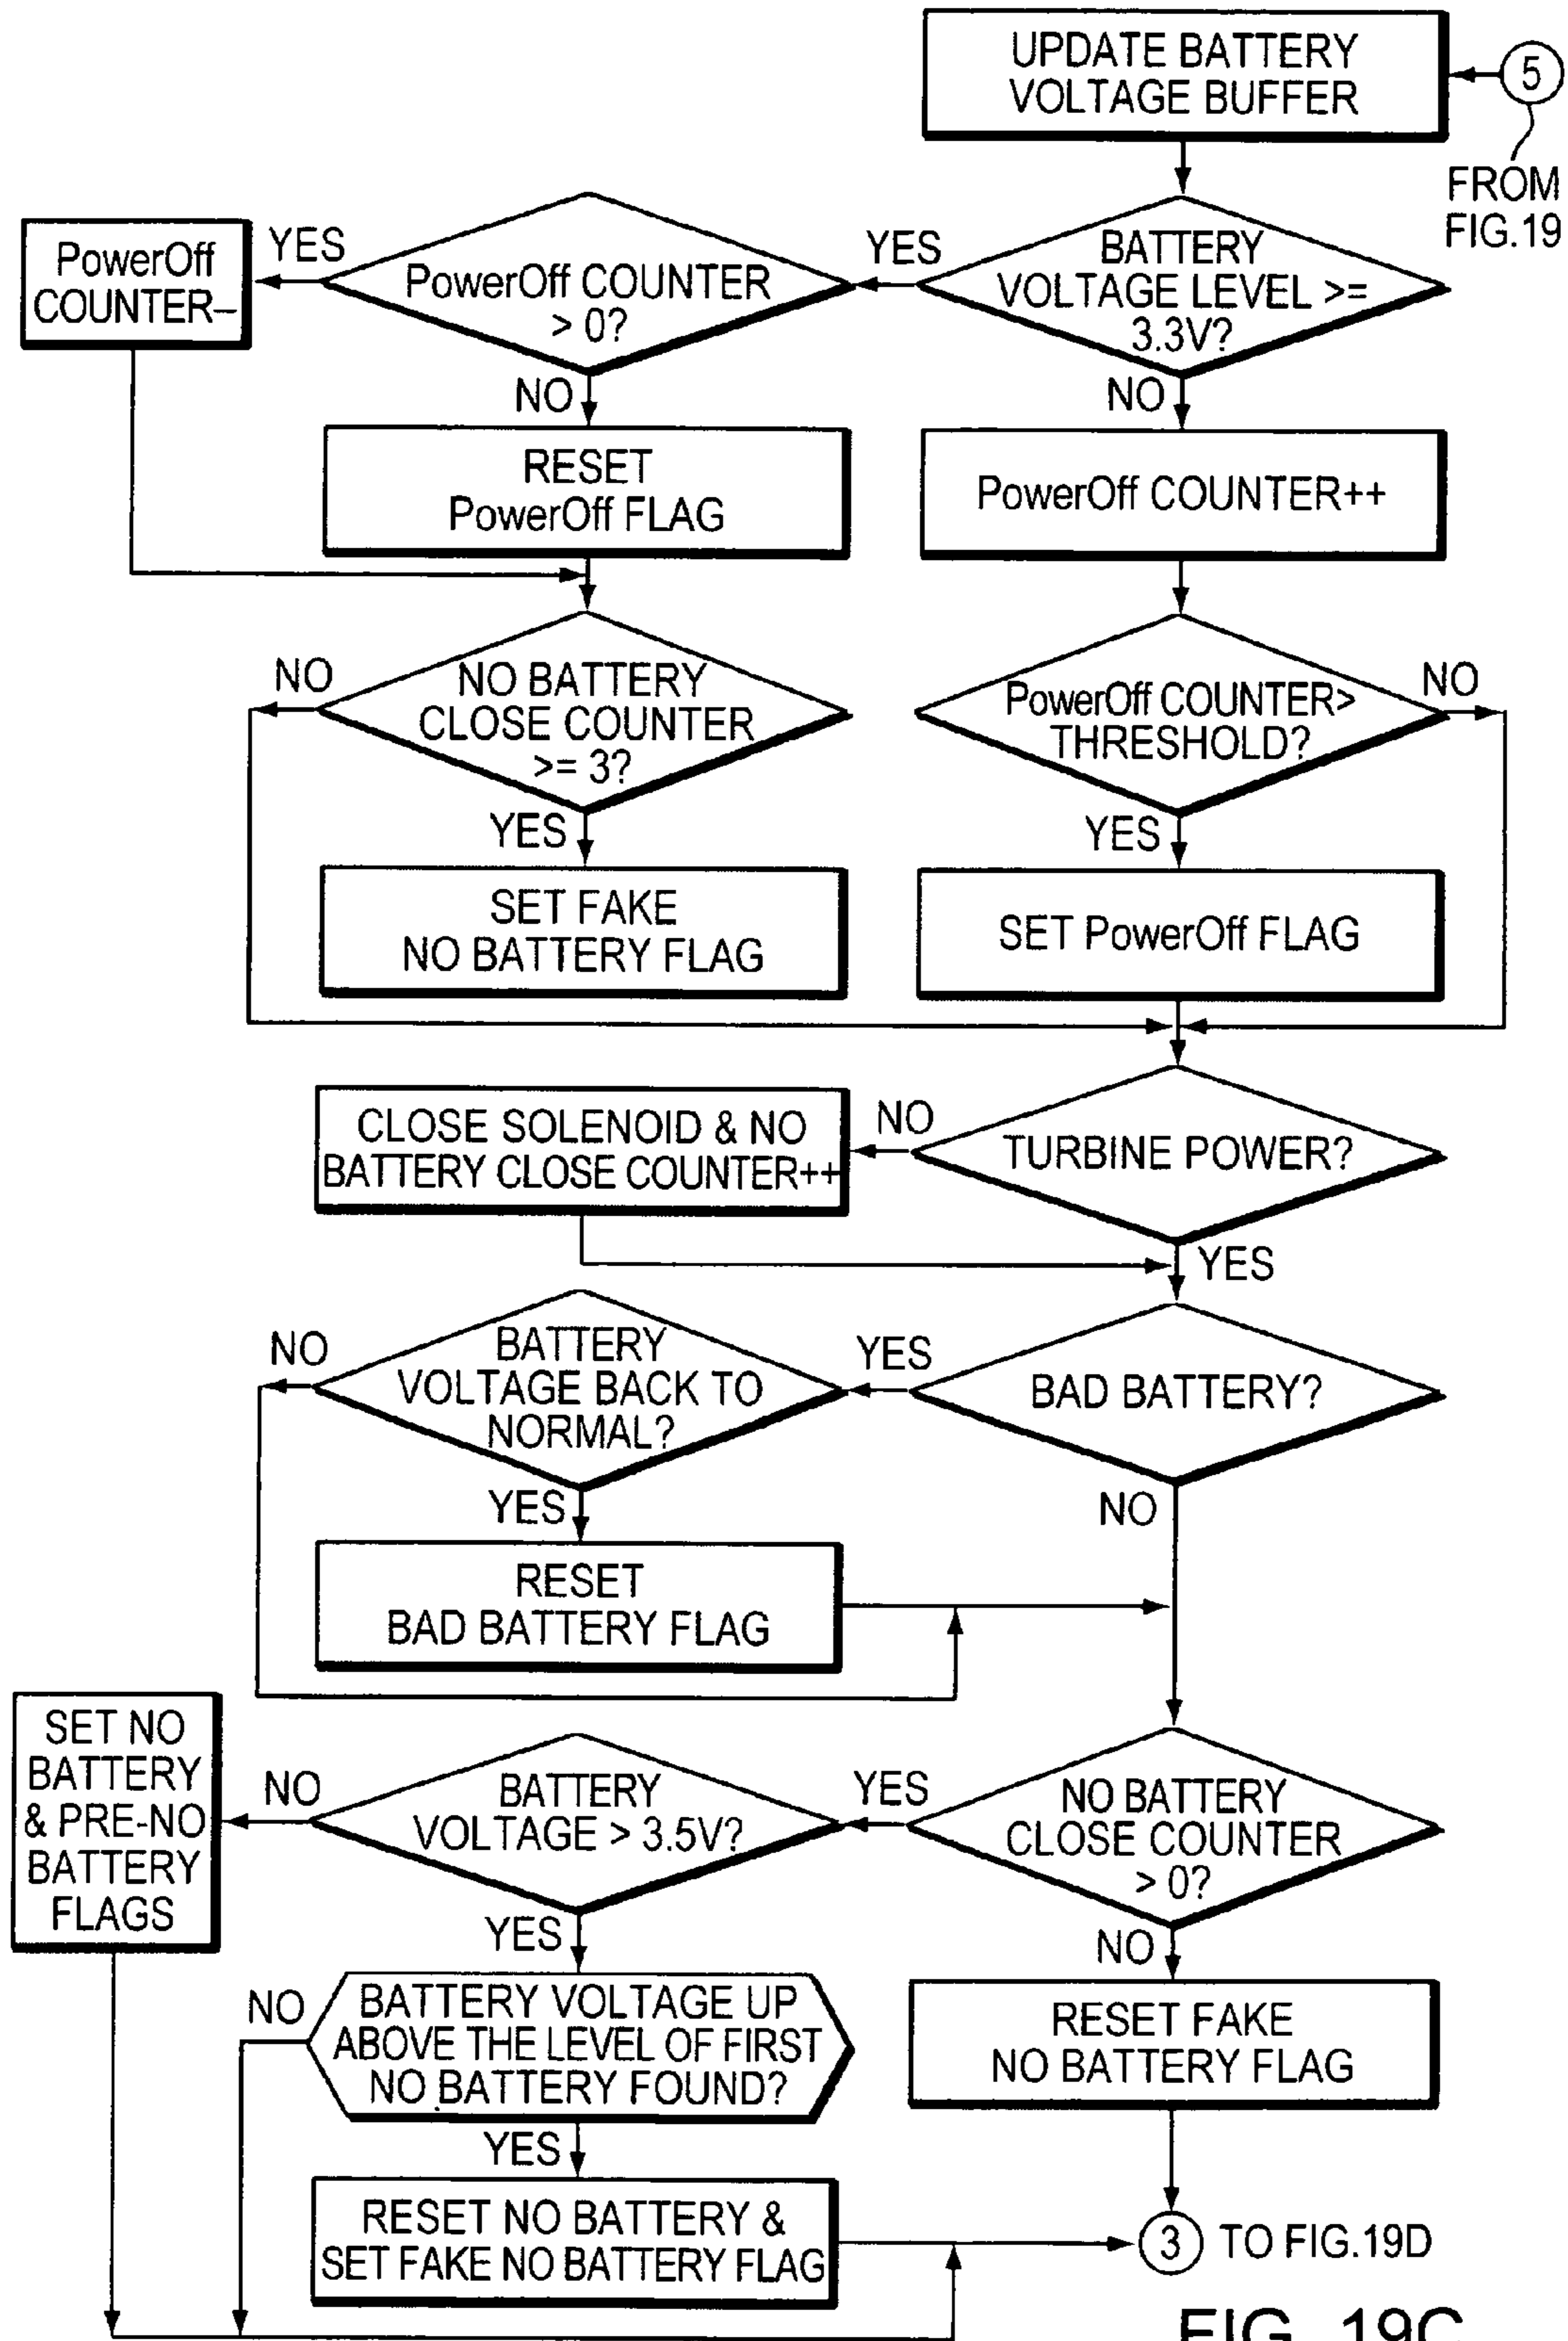 UPDATE BATTERY
VOLTAGE BUFFER
5
FROM
FIG.19
BATTERY
VOLTAGE LEVEL >=
3.3V?
YES
PowerOff COUNTER
> 0?
YES
PowerOff
COUNTER–
NO
NO
RESET
PowerOff FLAG
PowerOff COUNTER++
NO
NO BATTERY
CLOSE COUNTER
>= 3?
PowerOff COUNTER>
THRESHOLD?
NO
YES
YES
SET FAKE
NO BATTERY FLAG
SET PowerOff FLAG
CLOSE SOLENOID & NO
BATTERY CLOSE COUNTER++
NO
TURBINE POWER?
YES
NO
BATTERY
VOLTAGE BACK TO
NORMAL?
YES
BAD BATTERY?
YES
NO
RESET
BAD BATTERY FLAG
SET NO
BATTERY
& PRE-NO
BATTERY
FLAGS
NO
BATTERY
VOLTAGE > 3.5V?
YES
NO BATTERY
CLOSE COUNTER
> 0?
YES
NO
NO
BATTERY VOLTAGE UP
ABOVE THE LEVEL OF FIRST
NO BATTERY FOUND?
RESET FAKE
NO BATTERY FLAG
YES
RESET NO BATTERY &
SET FAKE NO BATTERY FLAG
3
TO FIG.19D
FIG. 19C